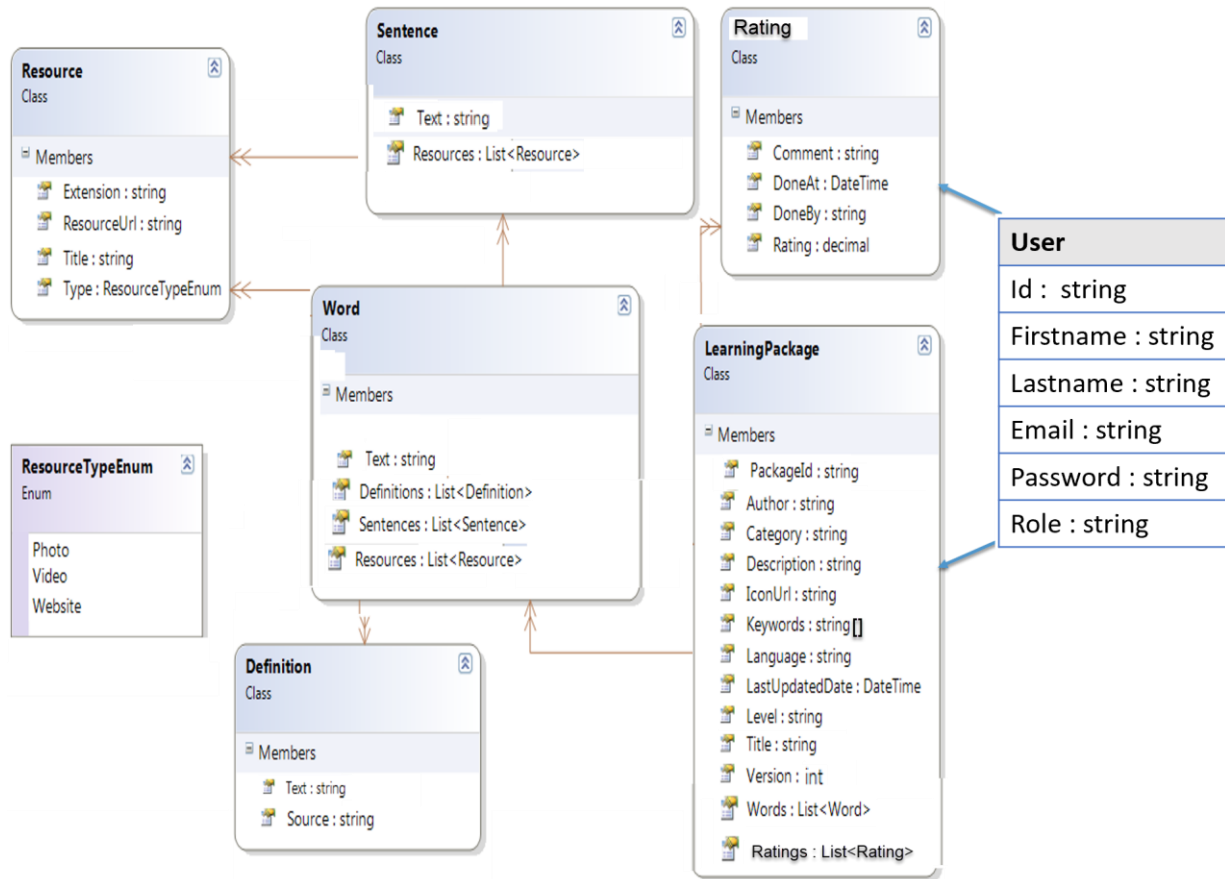 Resource
Class
Members
Extension : string
ResourceUrl : string
Title : string
Type : ResourceTypeEnum
Sentence
Class
Text : string
Resources : List<Resource>
Rating
Class
Members
Comment : string
DoneAt : DateTime
DoneBy : string
Rating : decimal
User
Id : string
Firstname : string
Lastname : string
Email : string
Password : string
Role : string
Word
Class
Members
Text : string
Definitions : List<Definition>
Sentences : List<Sentence>
Resources : List<Resource>
LearningPackage
Class
Members
PackageId : string
Author : string
Category : string
Description : string
IconUrl : string
Keywords : string[]
Language : string
LastUpdatedDate : DateTime
Level : string
Title : string
Version : int
Words : List<Word>
Ratings : List<Rating>
ResourceTypeEnum
Enum
Photo
Video
Website
Definition
Class
Members
Text : string
Source : string